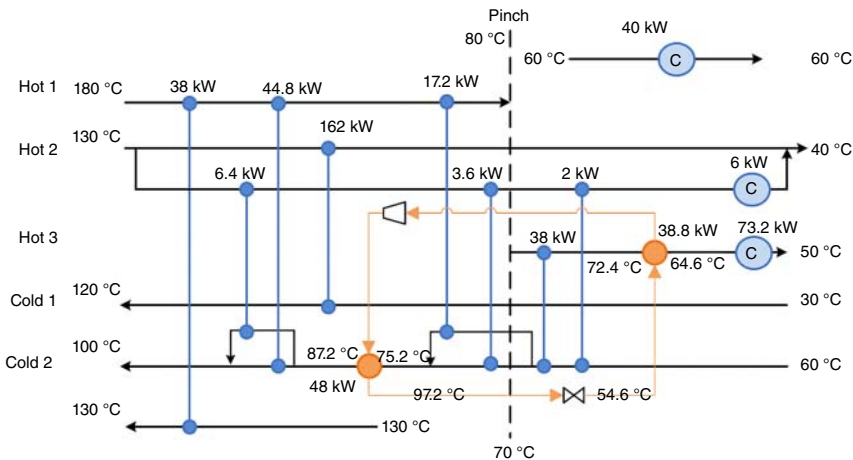 Pinch
80 °C
40 kW
60 °C
C
60 °C
Hot 1
180 °C
38 kW
44.8 kW
17.2 kW
Hot 2
130 °C
162 kW
40 °C
6.4 kW
3.6 kW
2 kW
6 kW
C
Hot 3
38 kW
38.8 kW
73.2 kW
72.4 °C
64.6 °C
C
50 °C
Cold 1
120 °C
30 °C
Cold 2
100 °C
87.2 °C
75.2 °C
60 °C
48 kW
97.2 °C
54.6 °C
130 °C
130 °C
70 °C